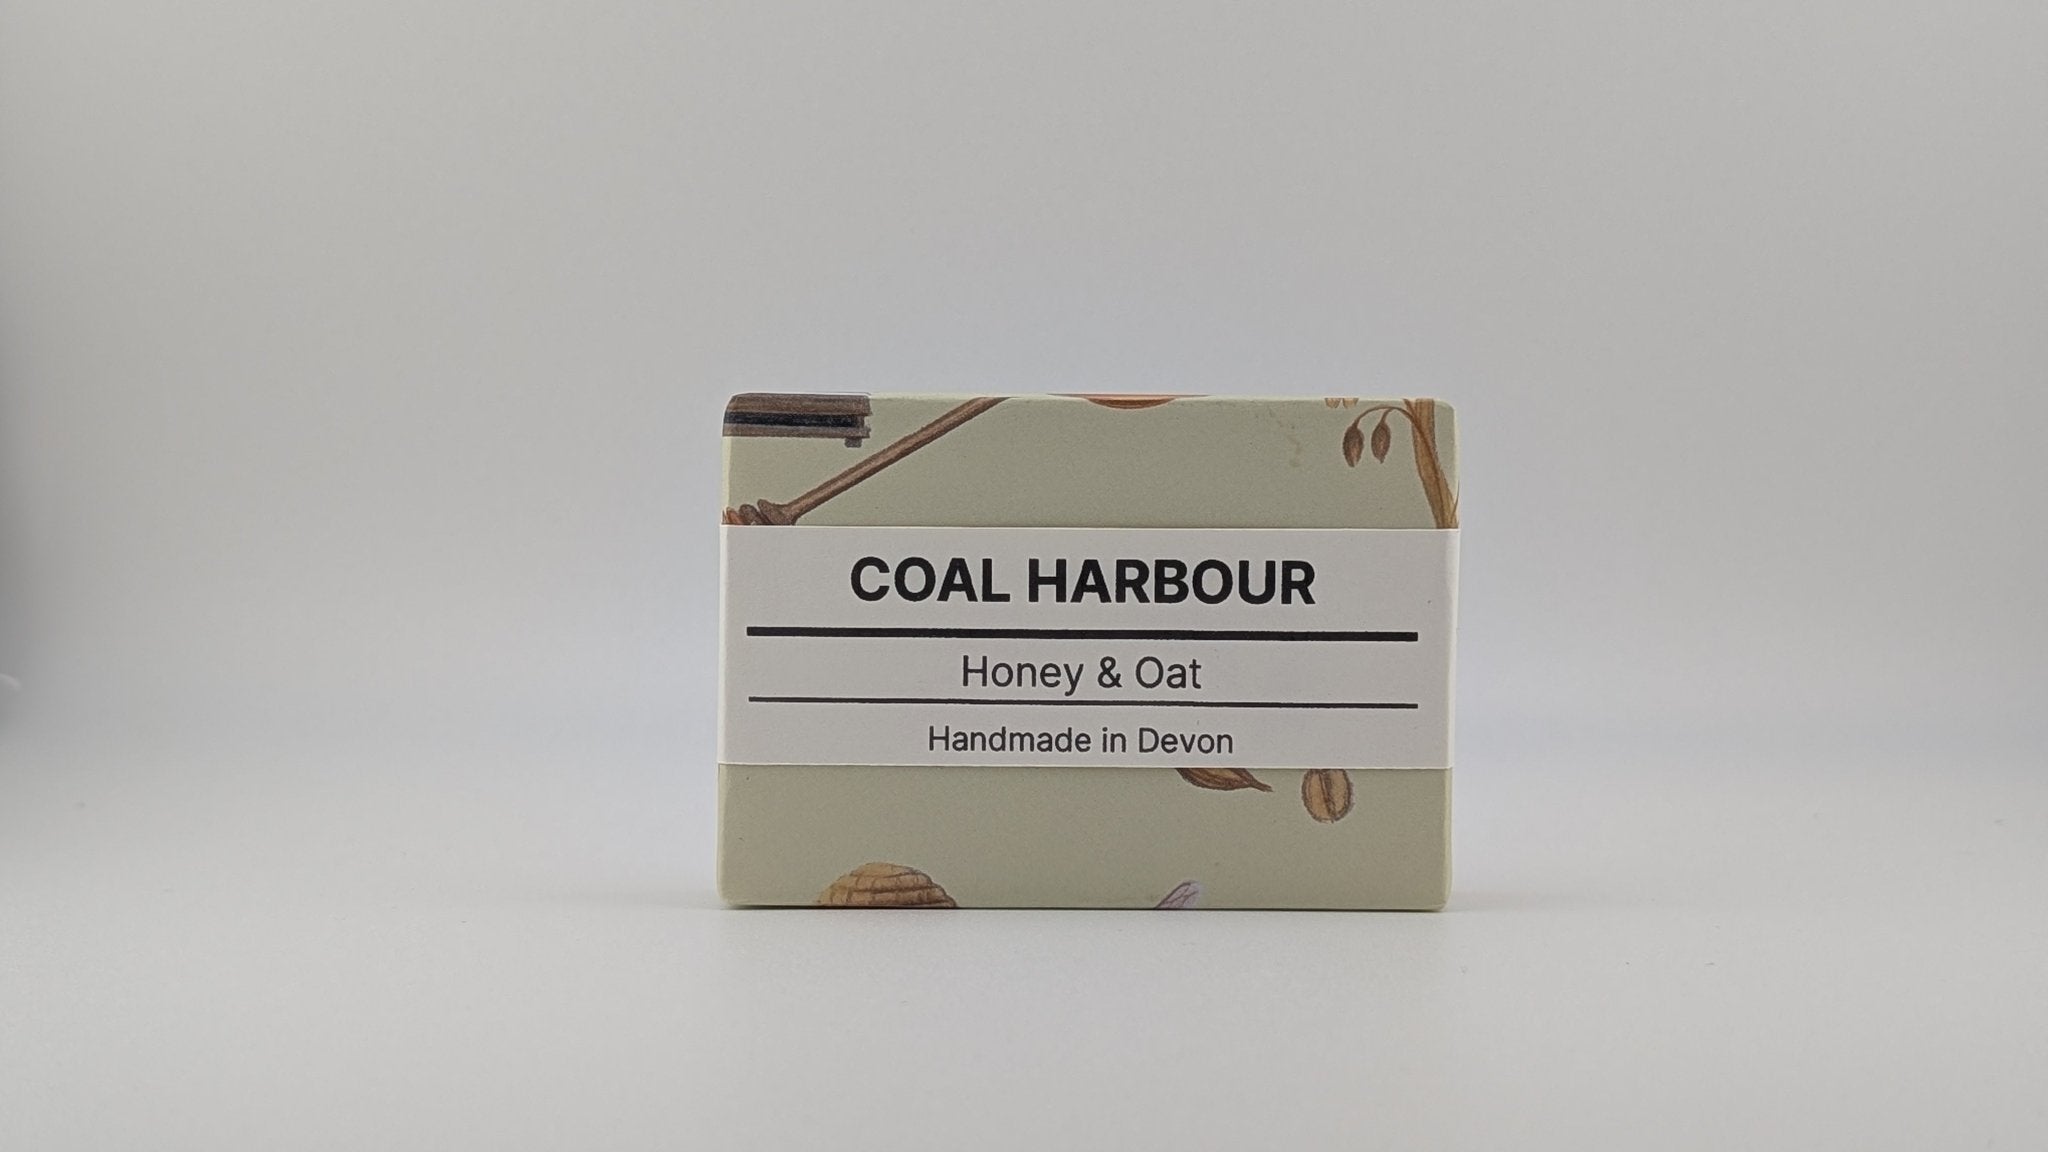 COAL HARBOUR
Honey & Oat
Handmade in Devon